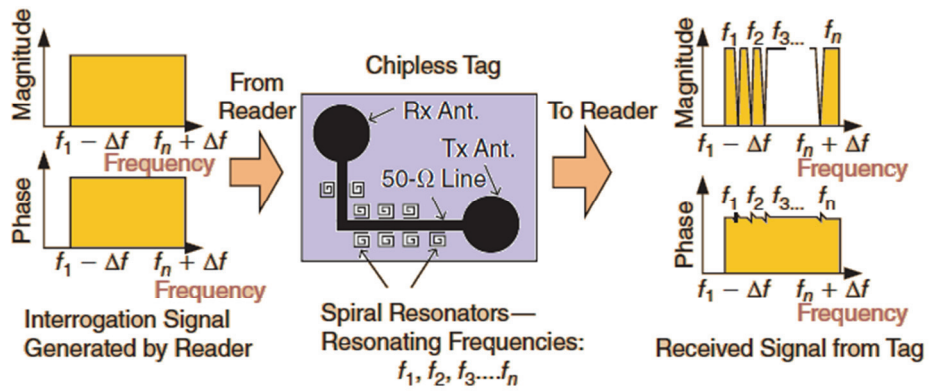 Magnitude
f1 − Δf fn + Δf
Frequency
Phase
f1 − Δf fn + Δf
Frequency
Interrogation Signal
Generated by Reader
From
Reader
Chipless Tag
Rx Ant.
Tx Ant.
50-Ω Line
Spiral Resonators—
Resonating Frequencies:
f1, f2, f3....fn
To Reader
f1 f2 f3... fn
Magnitude
f1 − Δf fn + Δf
Frequency
f1 f2 f3... fn
Phase
f1 − Δf fn + Δf
Frequency
Received Signal from Tag